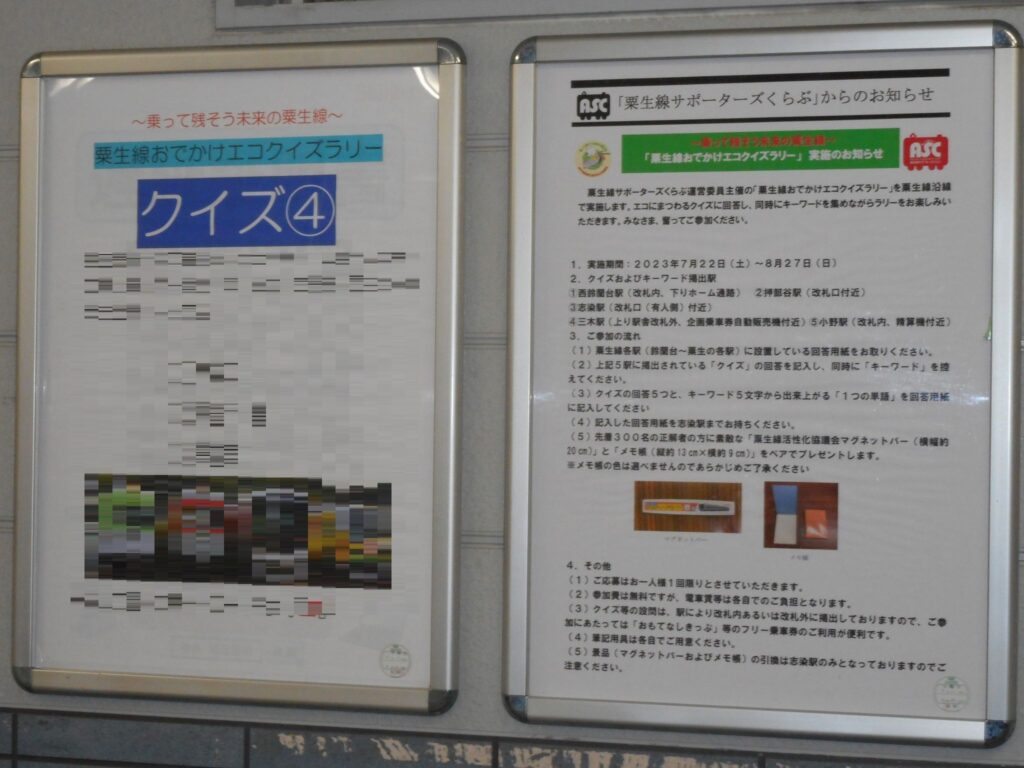 ～乗って残そう未来の粟生線～
粟生線おでかけエコクイズラリー
クイズ④
ASC 「粟生線サポーターズくらぶ」からのお知らせ
～乗って残そう未来の粟生線～
「粟生線おでかけエコクイズラリー」 実施のお知らせ
ASC
粟生線サポーターズくらぶ運営委員主催の「粟生線おでかけエコクイズラリー」を粟生線沿線
で実施します。エコにまつわるクイズに回答し、同時にキーワードを集めながらラリーをお楽しみい
ただきます。みなさま、奮ってご参加ください。
１．実施期間：２０２３年７月２２日（土）～８月２７日（日）
２．クイズおよびキーワード掲出駅
①西鈴蘭台駅（改札内、下りホーム通路） ②押部谷駅（改札口付近）
③志染駅（改札口（有人側）付近）
④三木駅（上り駅舎改札外、企画乗車券自動販売機付近）⑤小野駅（改札内、精算機付近）
３．ご参加の流れ
（１）粟生線各駅（鈴蘭台～粟生の各駅）に設置している回答用紙をお取りください。
（２）上記５駅に掲出されている「クイズ」の回答を記入し、同時に「キーワード」を控
えてください。
（３）クイズの回答５つと、キーワード５文字から出来上がる「１つの単語」を回答用紙
に記入してください
（４）記入した回答用紙を志染駅までお持ちください。
（５）先着３００名の正解者の方に素敵な「粟生線活性化協議会マグネットバー（横幅約
20㎝）」と「メモ帳（縦約13㎝×横約9㎝）」をペアでプレゼントします。
※メモ帳の色は選べませんのであらかじめご了承ください
マグネットバー
メモ帳
４．その他
（１）ご応募はお一人様１回限りとさせていただきます。
（２）参加費は無料ですが、電車賃等は各自でのご負担となります。
（３）クイズ等の設問は、駅により改札内あるいは改札外に掲出しておりますので、ご参
加にあたっては「おもてなしきっぷ」等のフリー乗車券のご利用が便利です。
（４）筆記用具は各自でご用意ください。
（５）景品（マグネットバーおよびメモ帳）の引換は志染駅のみとなっておりますのでご
注意ください。